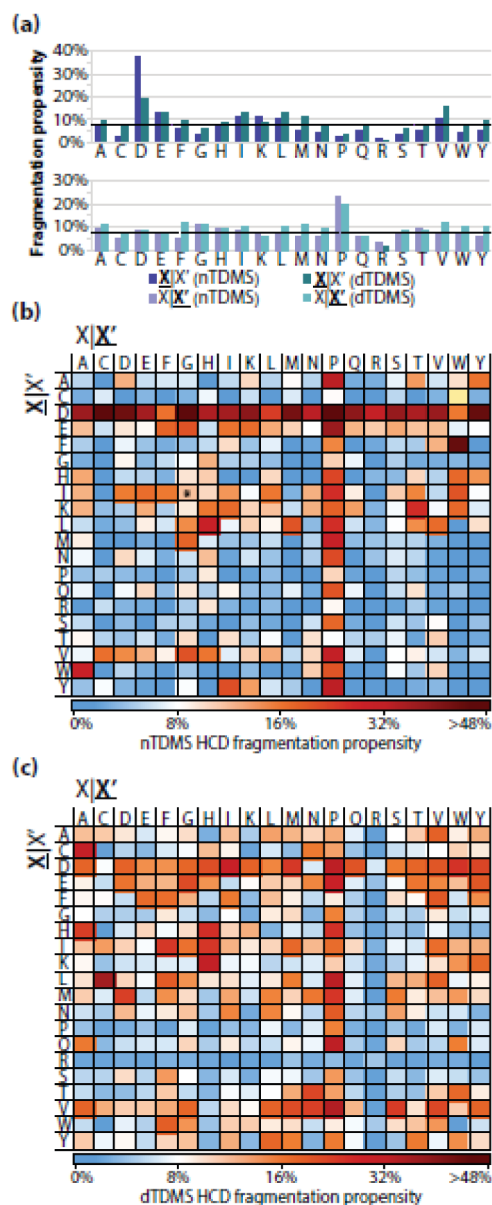 (a)
Fragmentation propensity
40%
30%
20%
10%
0%
A C D E F G H I K L M N P Q R S T V W Y
30%
20%
10%
0%
A C D E F G H I K L M N P Q R S T V W Y
X|X' (nTDMS) X|X' (dTDMS)
X|X' (nTDMS) X|X' (dTDMS)
(b)
X|X'
A C D E F G H I K L M N P Q R S T V W Y
X|X'
A
C
D
E
F
G
H
I
K
L
M
N
P
Q
R
S
T
V
W
Y
0% 8% 16% 32% >48%
nTDMS HCD fragmentation propensity
(c)
X|X'
A C D E F G H I K L M N P Q R S T V W Y
X|X'
A
C
D
E
F
G
H
I
K
L
M
N
P
Q
R
S
T
V
W
Y
0% 8% 16% 32% >48%
dTDMS HCD fragmentation propensity